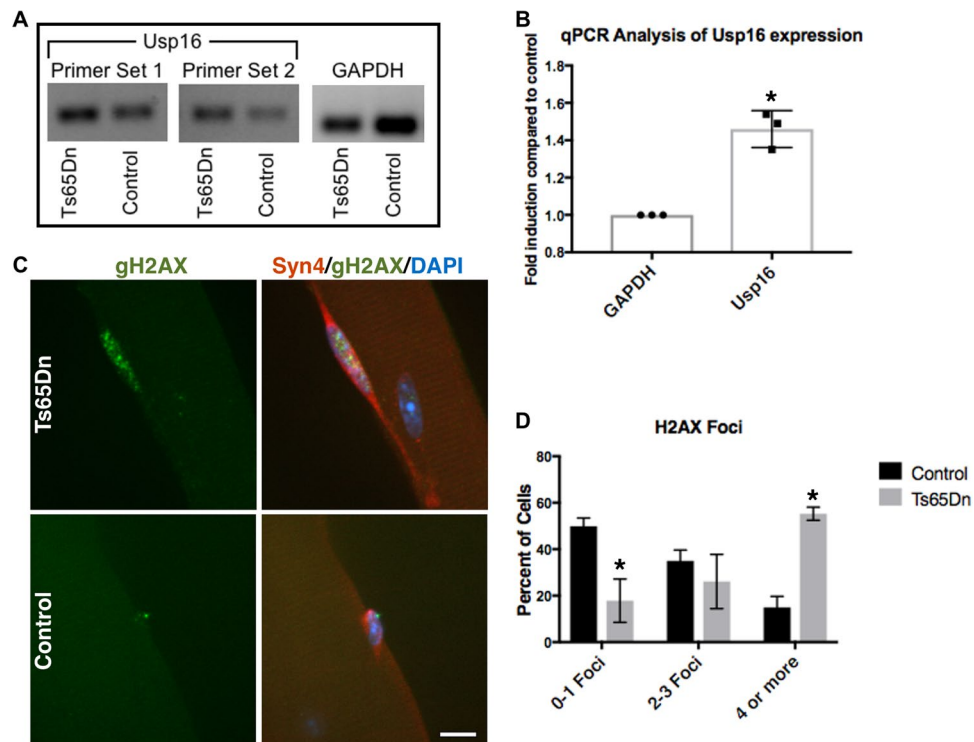 A
Usp16
Primer Set 1
Primer Set 2
GAPDH
Ts65Dn
Control
Ts65Dn
Control
Ts65Dn
Control
B
qPCR Analysis of Usp16 expression
Fold induction compared to control
1.8
1.6
1.4
1.2
1.0
0.8
*
GAPDH
Usp16
C
gH2AX
Syn4/gH2AX/DAPI
Ts65Dn
Control
D
H2AX Foci
Percent of Cells
80
60
40
20
0
*
*
0-1 Foci
2-3 Foci
4 or more
Control
Ts65Dn